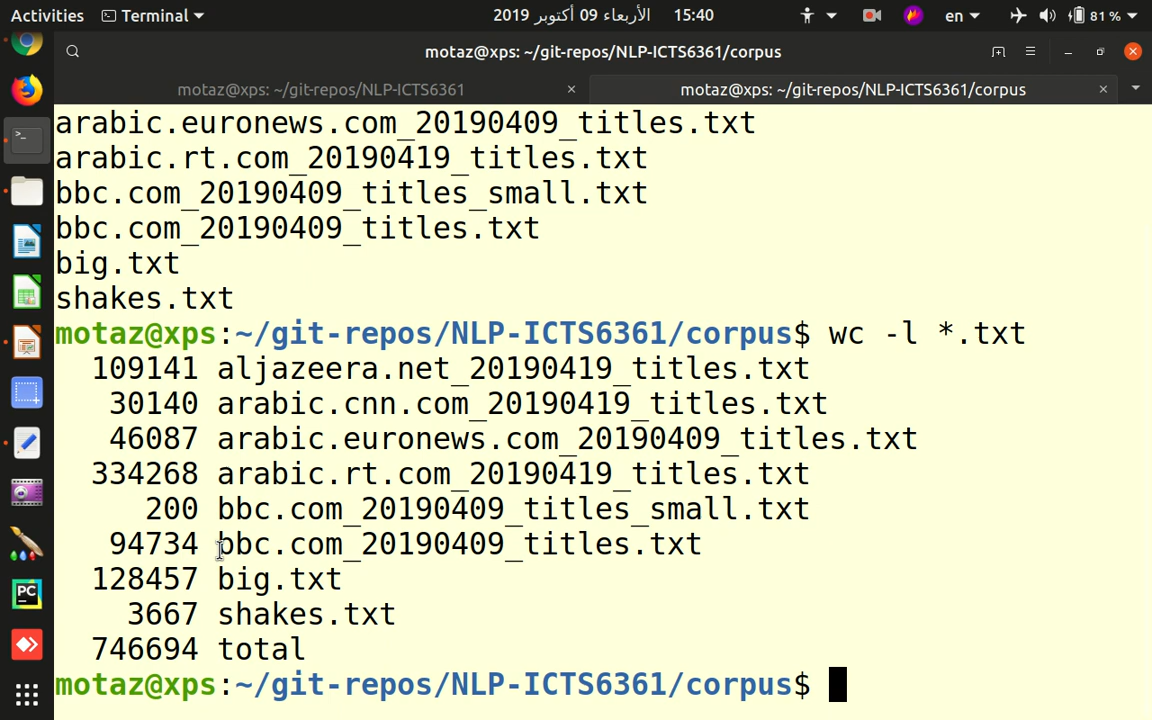 Activities Terminal الأربعاء 09 أكتوبر 2019 15:40 en 81 %
motaz@xps: ~/git-repos/NLP-ICTS6361/corpus
motaz@xps: ~/git-repos/NLP-ICTS6361 motaz@xps: ~/git-repos/NLP-ICTS6361/corpus
arabic.euronews.com_20190409_titles.txt
arabic.rt.com_20190419_titles.txt
bbc.com_20190409_titles_small.txt
bbc.com_20190409_titles.txt
big.txt
shakes.txt
motaz@xps:~/git-repos/NLP-ICTS6361/corpus$ wc -l *.txt
109141 aljazeera.net_20190419_titles.txt
30140 arabic.cnn.com_20190419_titles.txt
46087 arabic.euronews.com_20190409_titles.txt
334268 arabic.rt.com_20190419_titles.txt
200 bbc.com_20190409_titles_small.txt
94734 bbc.com_20190409_titles.txt
128457 big.txt
3667 shakes.txt
746694 total
motaz@xps:~/git-repos/NLP-ICTS6361/corpus$
PC